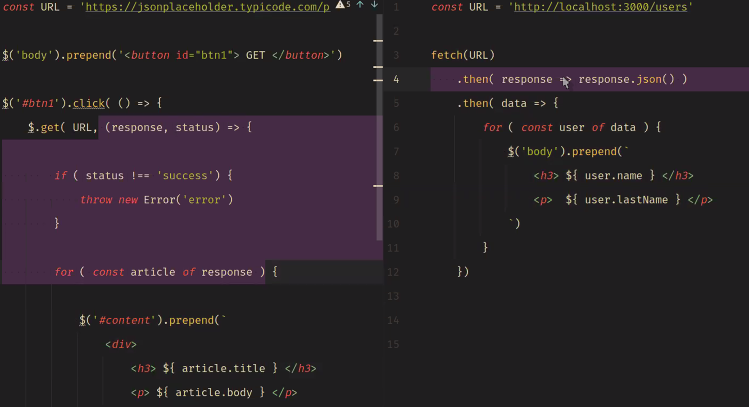 const URL = 'https://jsonplaceholder.typicode.com/p
5
$('body').prepend('<button id="btn1"> GET </button>')
$('#btn1').click( () => {
$.get( URL, (response, status) => {
if ( status !== 'success') {
throw new Error('error')
}
for ( const article of response ) {
$('#content').prepend(`
<div>
<h3> ${ article.title } </h3>
<p> ${ article.body } </p>
1 const URL = 'http://localhost:3000/users'
2
3 fetch(URL)
4 .then( response => response.json() )
5 .then( data => {
6 for ( const user of data ) {
7 $('body').prepend(`
8 <h3> ${ user.name } </h3>
9 <p> ${ user.lastName } </p>
10 `)
11 }
12 })
13
14
15